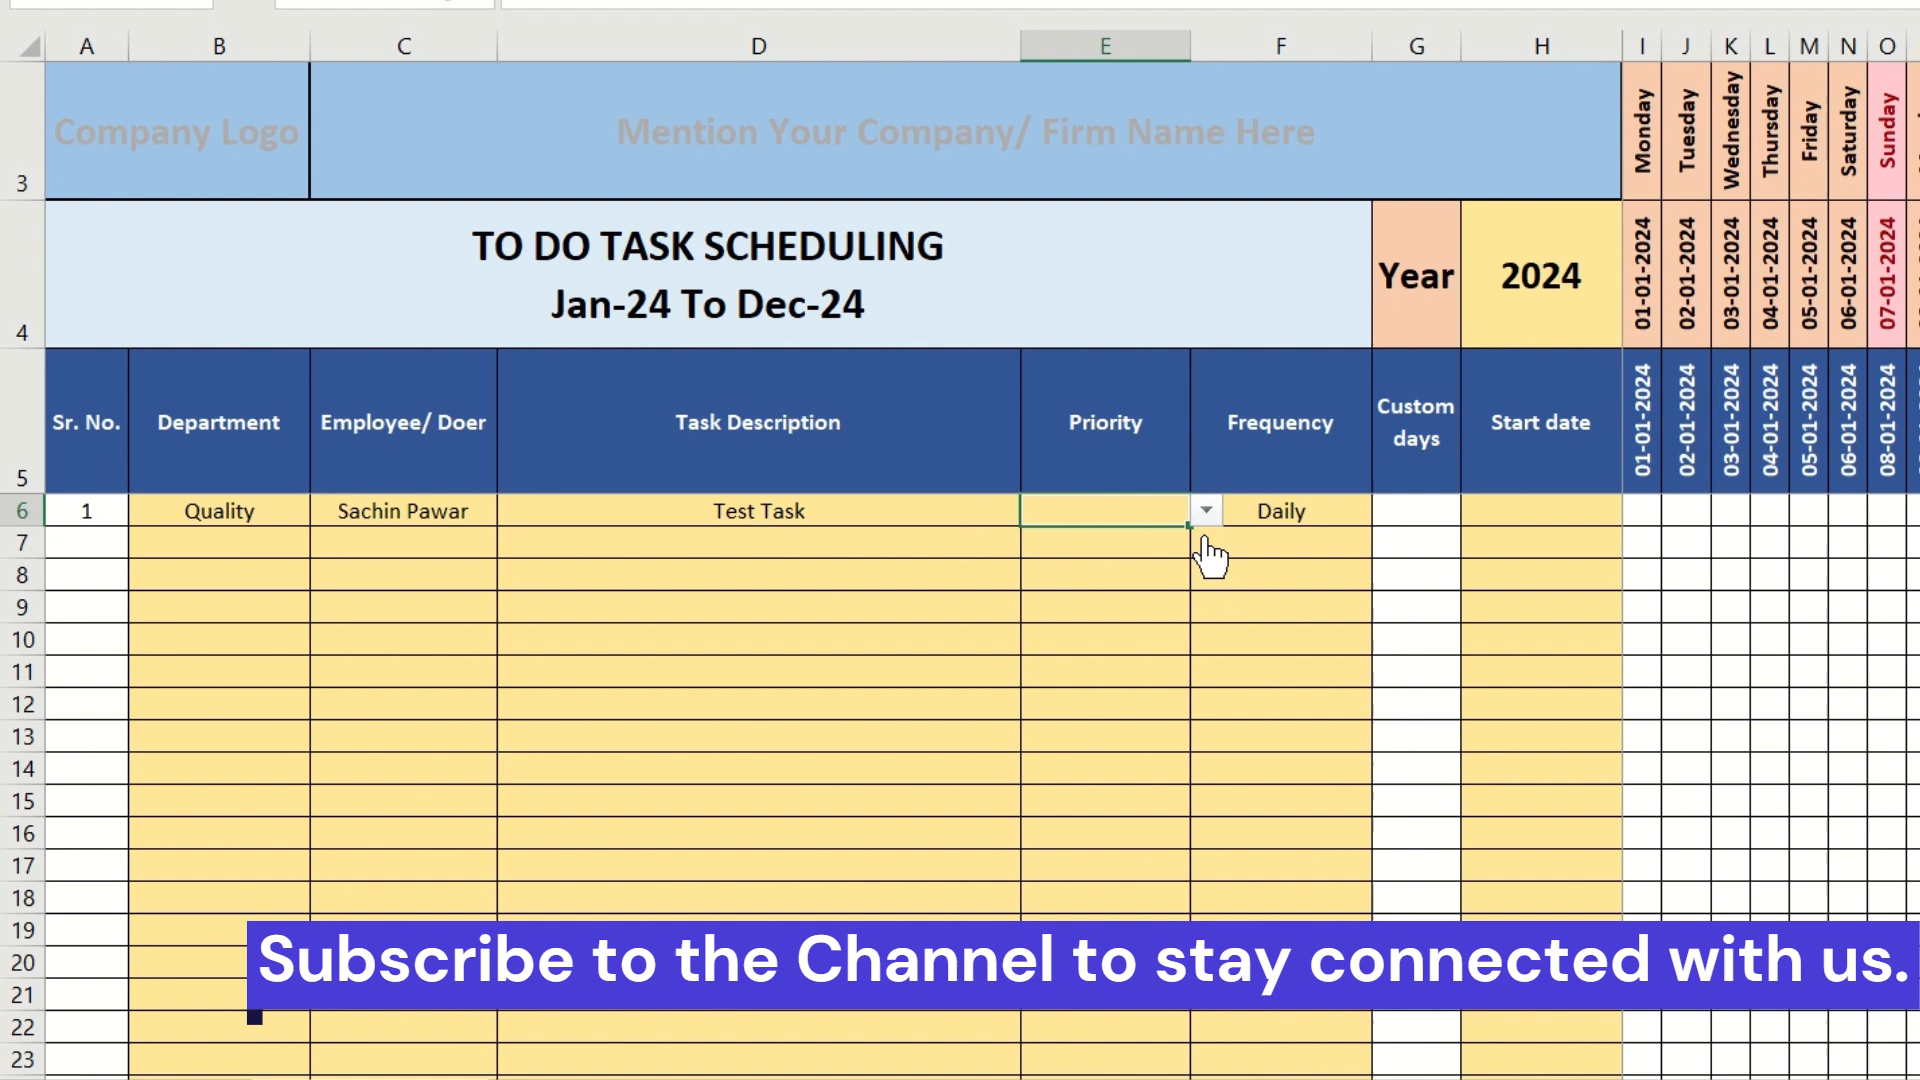 A B C D E F G H I J K L M N O
3 Company Logo Mention Your Company/ Firm Name Here Monday Tuesday Wednesday Thursday Friday Saturday Sunday
TO DO TASK SCHEDULING
Jan-24 To Dec-24
4 Year 2024 01-01-2024 02-01-2024 03-01-2024 04-01-2024 05-01-2024 06-01-2024 07-01-2024
5 Sr. No. Department Employee/ Doer Task Description Priority Frequency Custom days Start date 01-01-2024 02-01-2024 03-01-2024 04-01-2024 05-01-2024 06-01-2024 08-01-2024
6 1 Quality Sachin Pawar Test Task Daily
7
8
9
10
11
12
13
14
15
16
17
18
19
20
21
22
23
Subscribe to the Channel to stay connected with us.